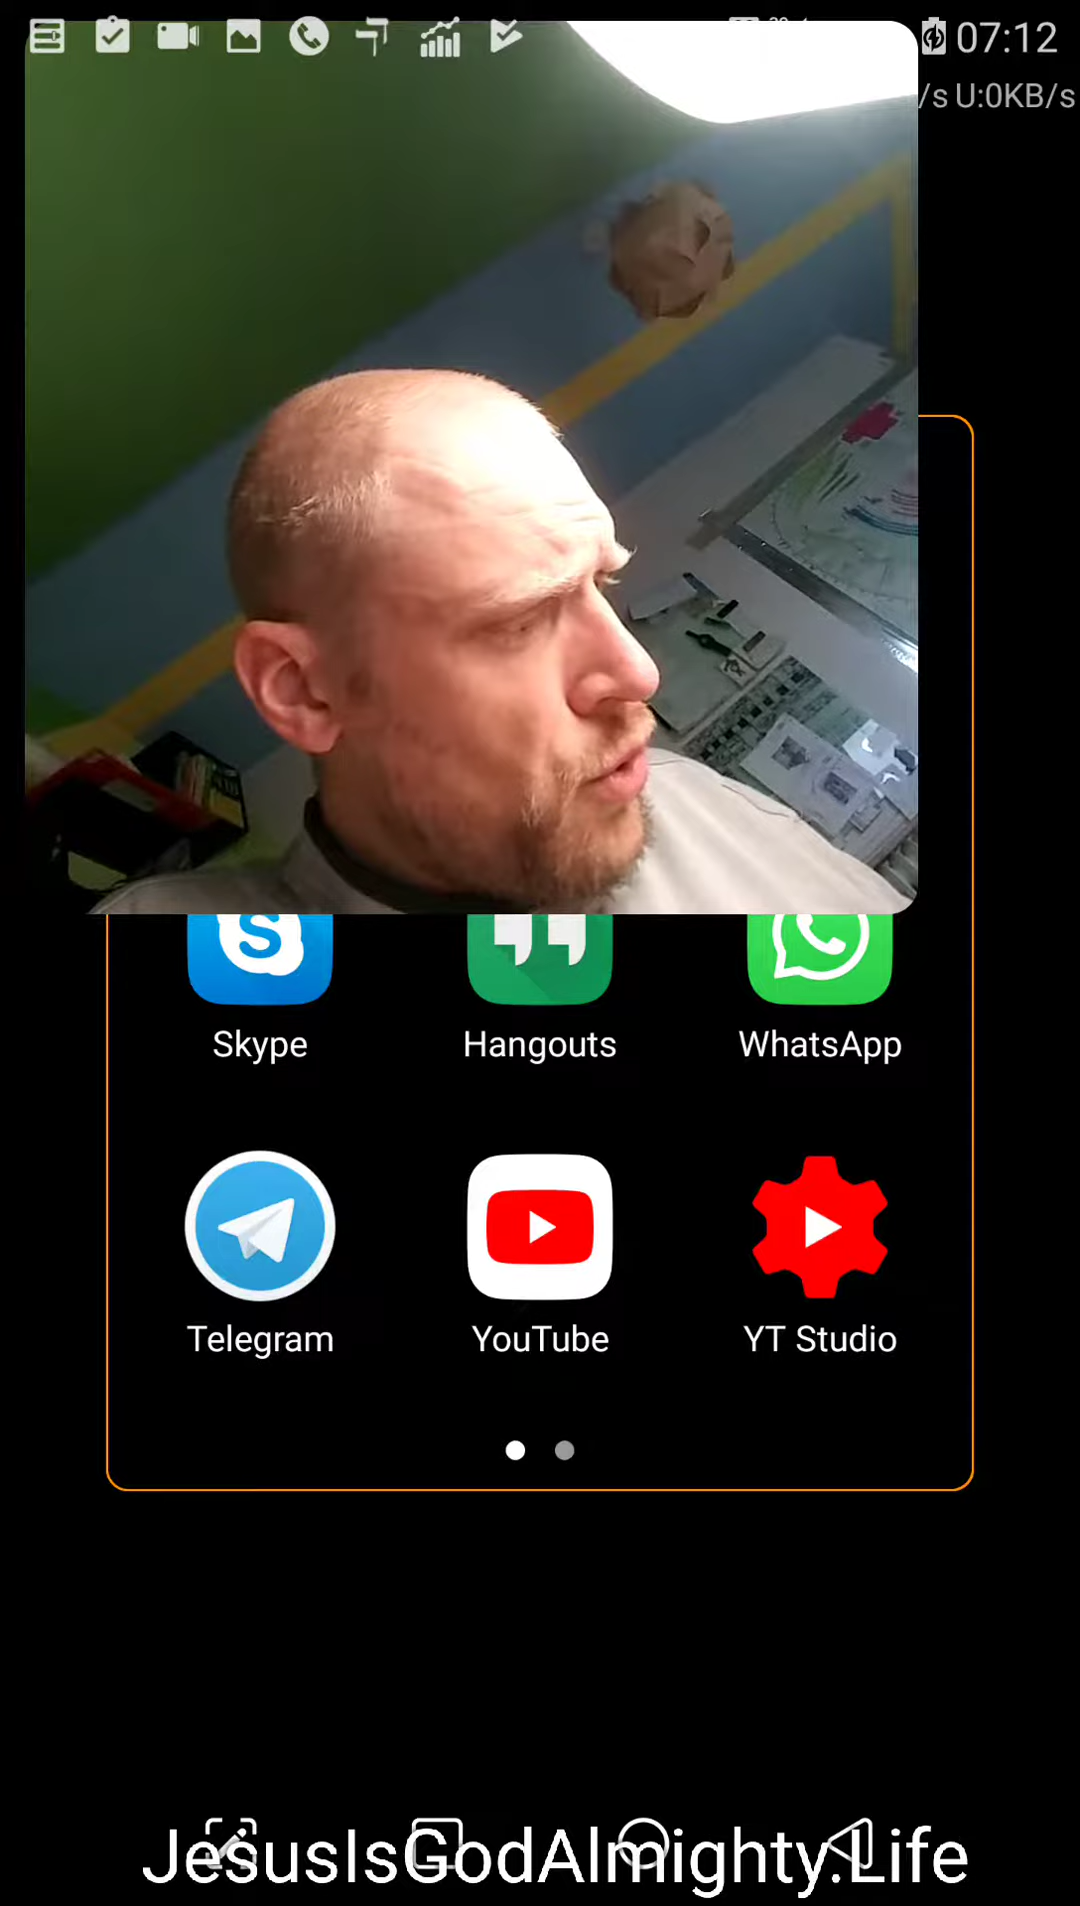 07:12
/s U:0KB/s
Skype
Hangouts
WhatsApp
Telegram
YouTube
YT Studio
JesusIsGodAlmighty.Life